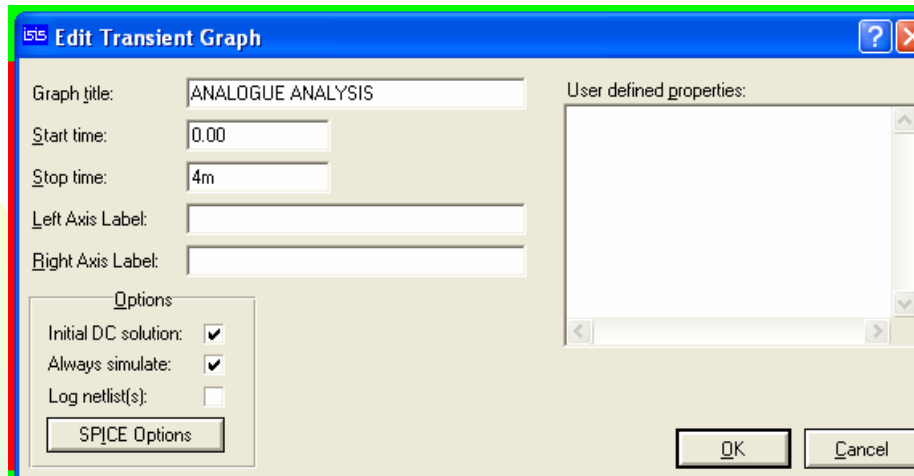 isis Edit Transient Graph
Graph title: ANALOGUE ANALYSIS
Start time: 0.00
Stop time: 4m
Left Axis Label:
Right Axis Label:
User defined properties:
Options
Initial DC solution:
Always simulate:
Log netlist(s):
SPICE Options
OK Cancel